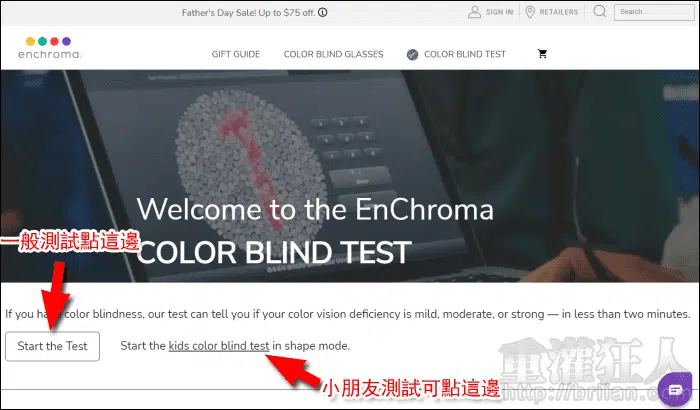 Father's Day Sale! Up to $75 off.
SIGN IN
RETAILERS
Search...
enchroma.
GIFT GUIDE
COLOR BLIND GLASSES
COLOR BLIND TEST
1
Welcome to the EnChroma
COLOR BLIND TEST
一般測試點這邊
If you have color blindness, our test can tell you if your color vision deficiency is mild, moderate, or strong — in less than two minutes.
Start the Test
Start the kids color blind test in shape mode.
小朋友測試可點這邊
重灌狂人
http://briian.com